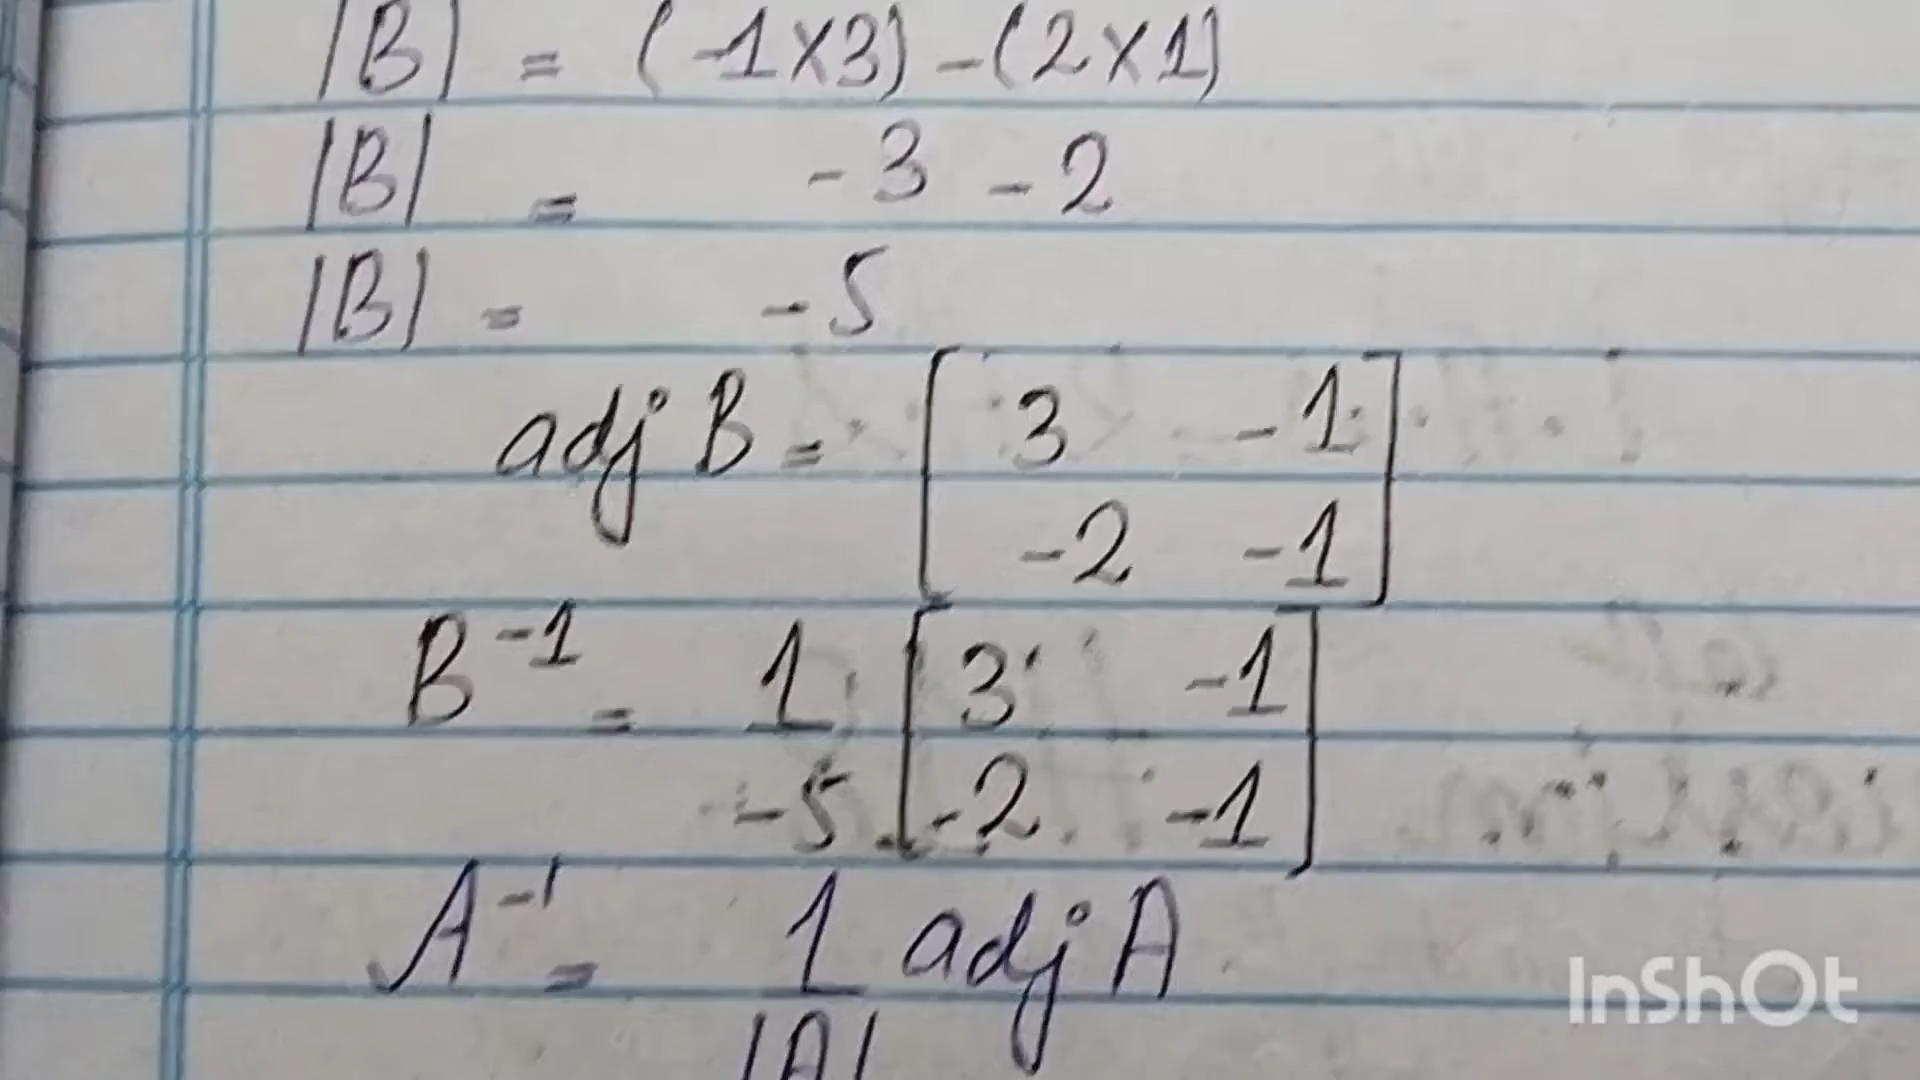 |B| = (-1×3) - (2×1)
|B| = -3 - 2
|B| = -5
adj B = [3 -1
-2 -1]
B⁻¹ = 1 [3 -1
-5 -2 -1]
A⁻¹ = 1 adj A
|A|
InShOt